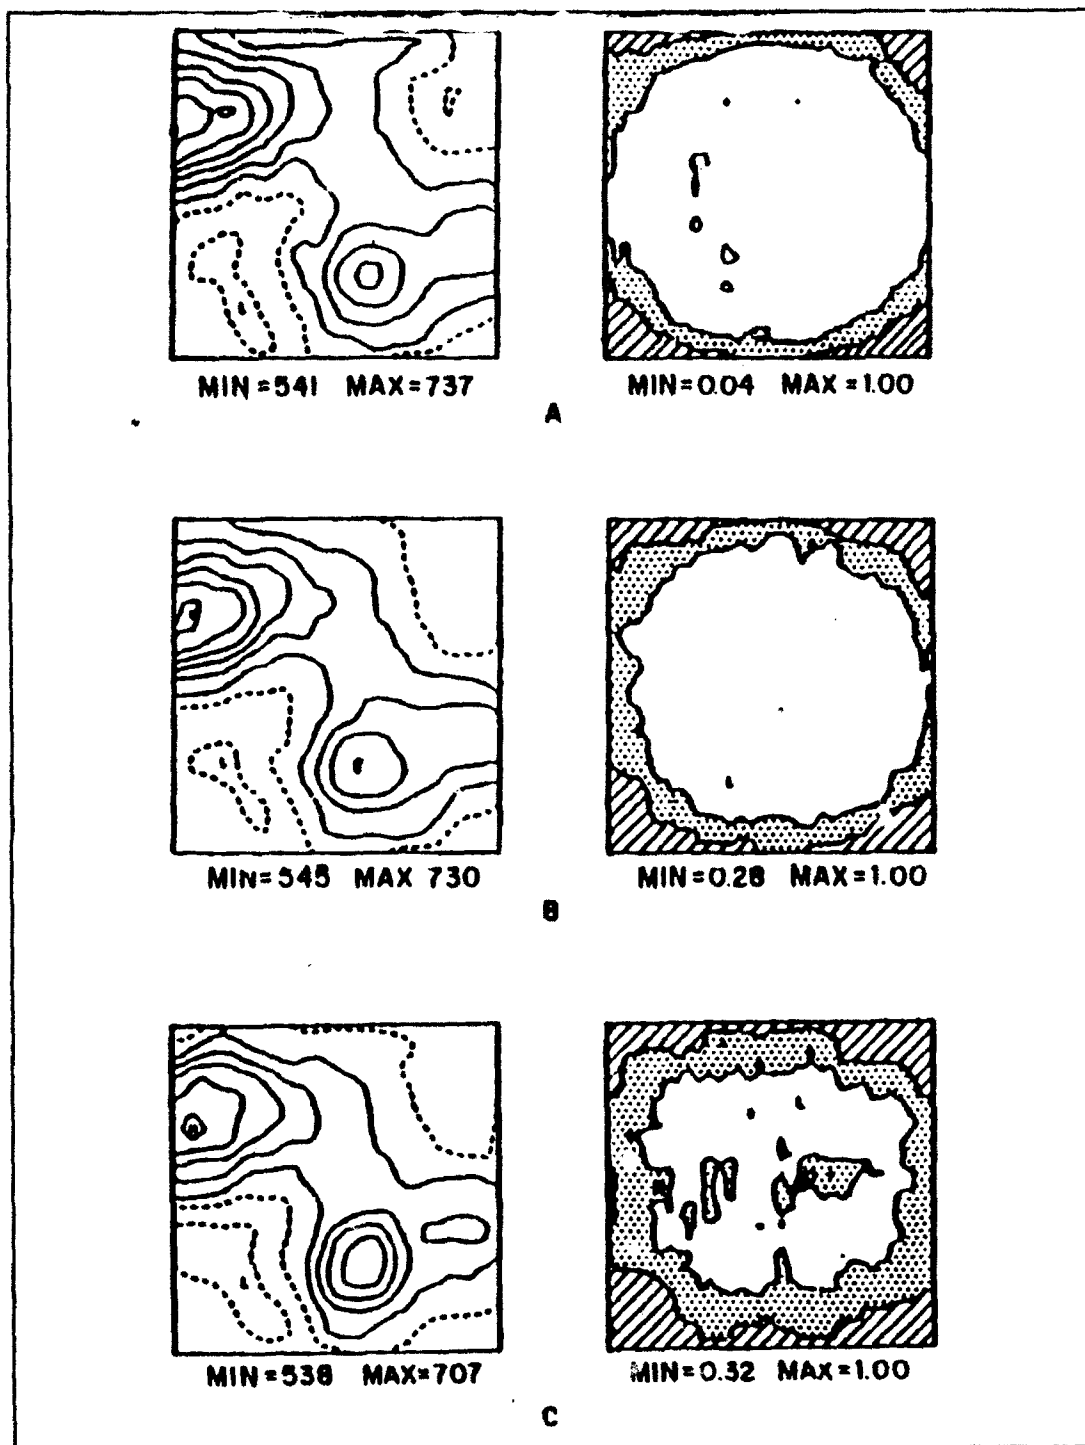 MIN=541 MAX=737 MIN=0.04 MAX=1.00
A
MIN=545 MAX 730 MIN=0.28 MAX=1.00
B
MIN=538 MAX=707 MIN=0.32 MAX=1.00
C